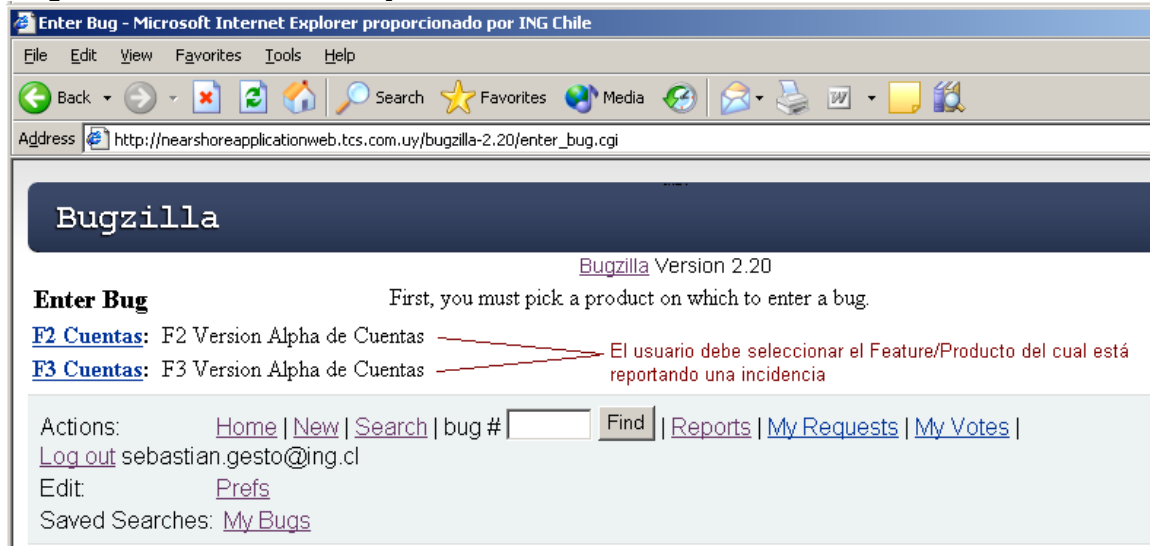 Enter Bug - Microsoft Internet Explorer proporcionado por ING Chile
File Edit View Favorites Tools Help
Back Search Favorites Media
Address http://nearshoreapplicationweb.tcs.com.uy/bugzilla-2.20/enter_bug.cgi
Bugzilla
Bugzilla Version 2.20
Enter Bug First, you must pick a product on which to enter a bug.
F2 Cuentas: F2 Version Alpha de Cuentas
F3 Cuentas: F3 Version Alpha de Cuentas
El usuario debe seleccionar el Feature/Producto del cual está
reportando una incidencia
Actions: Home | New | Search | bug # Find | Reports | My Requests | My Votes |
Log out sebastian.gesto@ing.cl
Edit: Prefs
Saved Searches: My Bugs